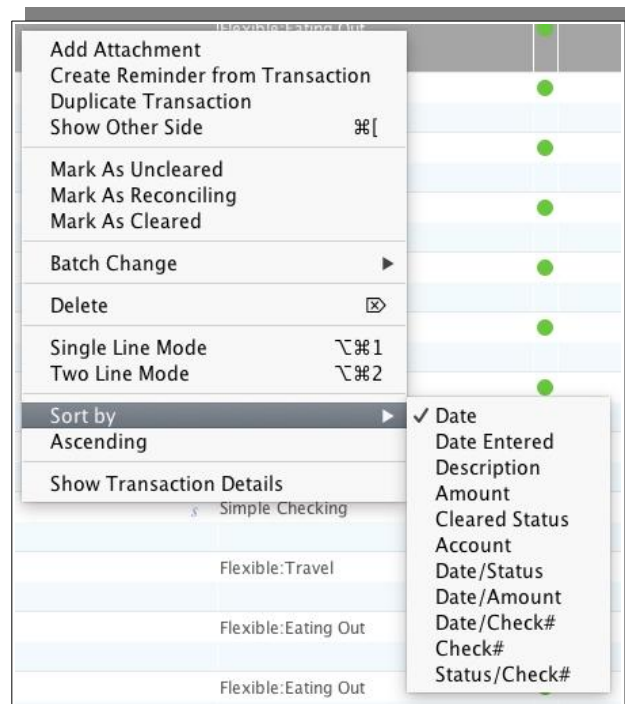 Flexible:Eating Out
Add Attachment
Create Reminder from Transaction
Duplicate Transaction
Show Other Side ⌘[
Mark As Uncleared
Mark As Reconciling
Mark As Cleared
Batch Change ▶
Delete ⌦
Single Line Mode ⌥⌘1
Two Line Mode ⌥⌘2
Sort by ▶
Ascending
Show Transaction Details
✓ Date
Date Entered
Description
Amount
Cleared Status
Account
Date/Status
Date/Amount
Date/Check#
Check#
Status/Check#
s Simple Checking
Flexible:Travel
Flexible:Eating Out
Flexible:Eating Out